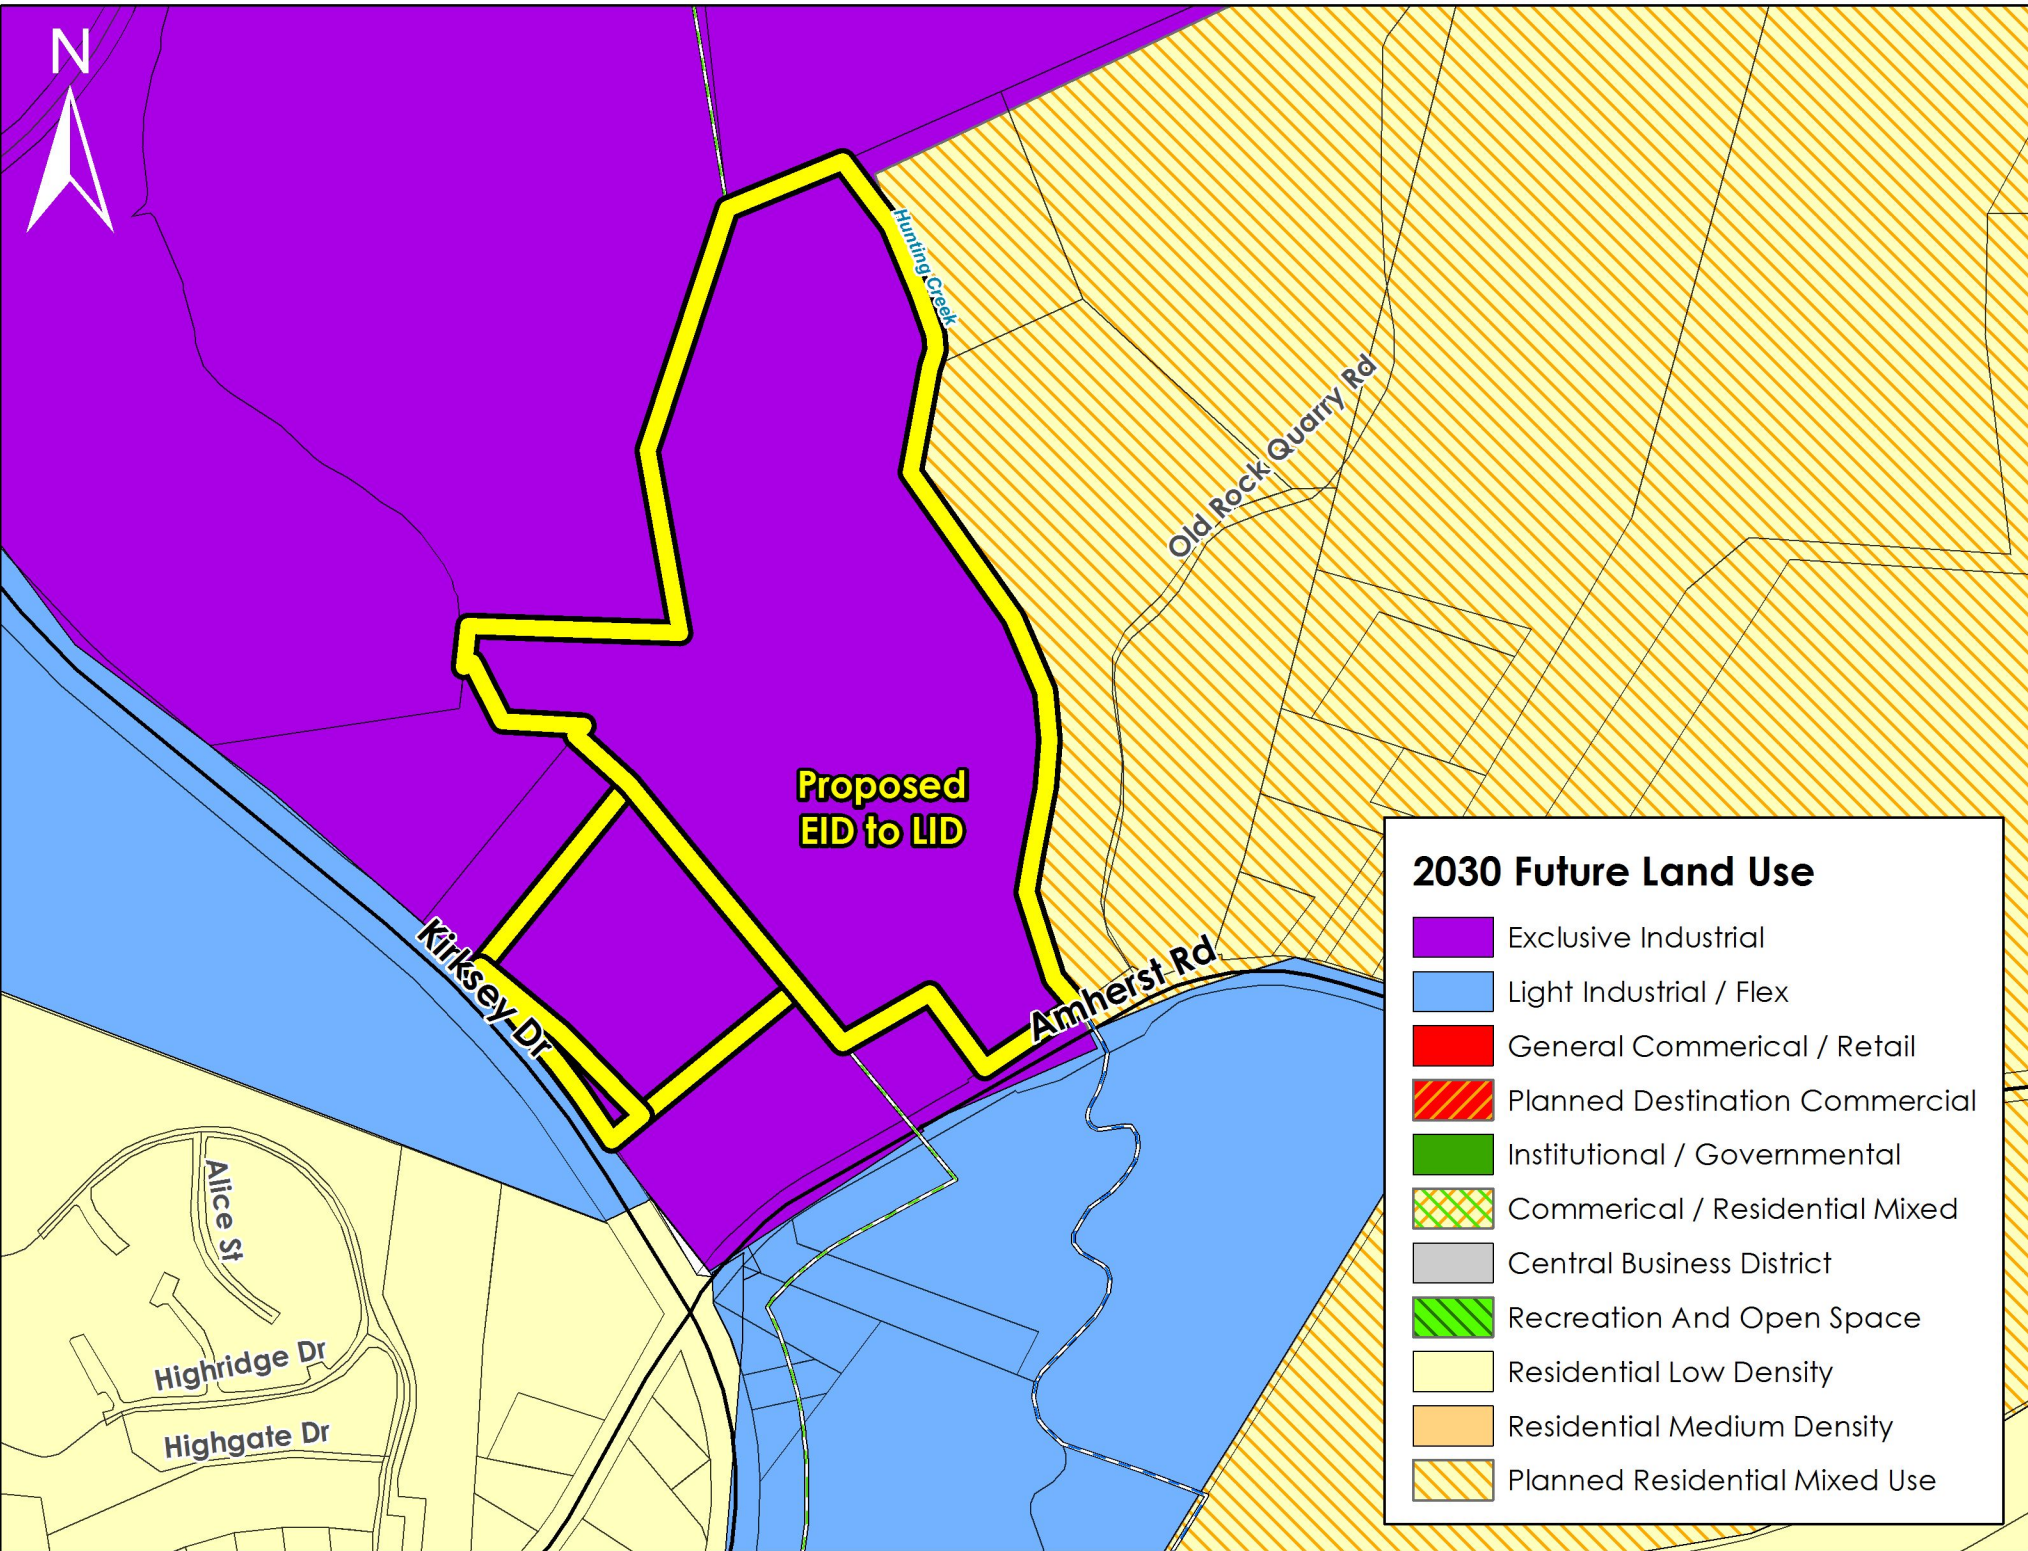 N
Hunting Creek
Old Rock Quarry Rd
Proposed
EID to LID
Kirksey Dr
Amherst Rd
Alice St
Highridge Dr
Highgate Dr
2030 Future Land Use
Exclusive Industrial
Light Industrial / Flex
General Commerical / Retail
Planned Destination Commercial
Institutional / Governmental
Commerical / Residential Mixed
Central Business District
Recreation And Open Space
Residential Low Density
Residential Medium Density
Planned Residential Mixed Use